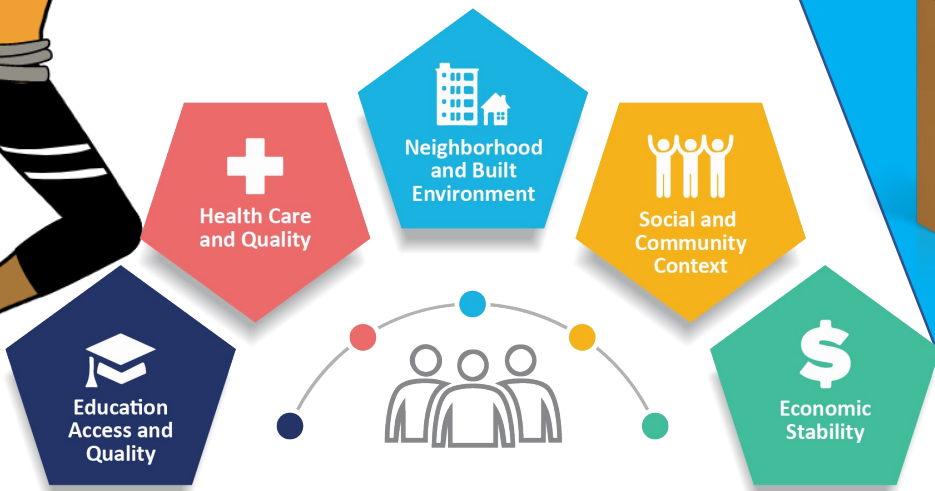 Neighborhood
and Built
Environment
Health Care
and Quality
Social and
Community
Context
Education
Access and
Quality
Economic
Stability